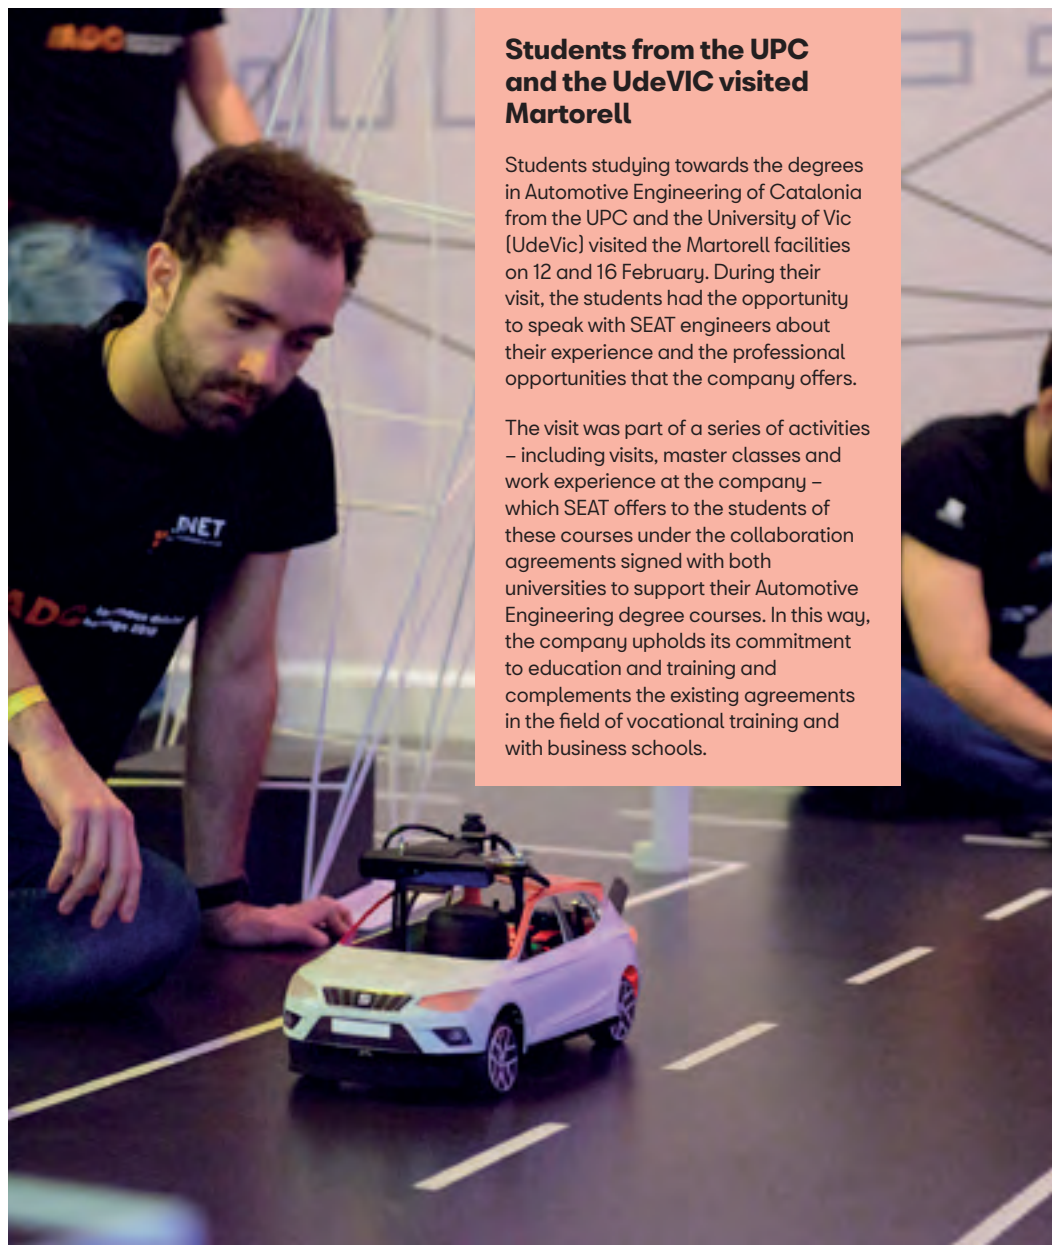 ADC
Students from the UPC
and the UdeVIC visited
Martorell
Students studying towards the degrees
in Automotive Engineering of Catalonia
from the UPC and the University of Vic
(UdeVic) visited the Martorell facilities
on 12 and 16 February. During their
visit, the students had the opportunity
to speak with SEAT engineers about
their experience and the professional
opportunities that the company offers.
The visit was part of a series of activities
– including visits, master classes and
work experience at the company –
which SEAT offers to the students of
these courses under the collaboration
agreements signed with both
universities to support their Automotive
Engineering degree courses. In this way,
the company upholds its commitment
to education and training and
complements the existing agreements
in the field of vocational training and
with business schools.
ADC